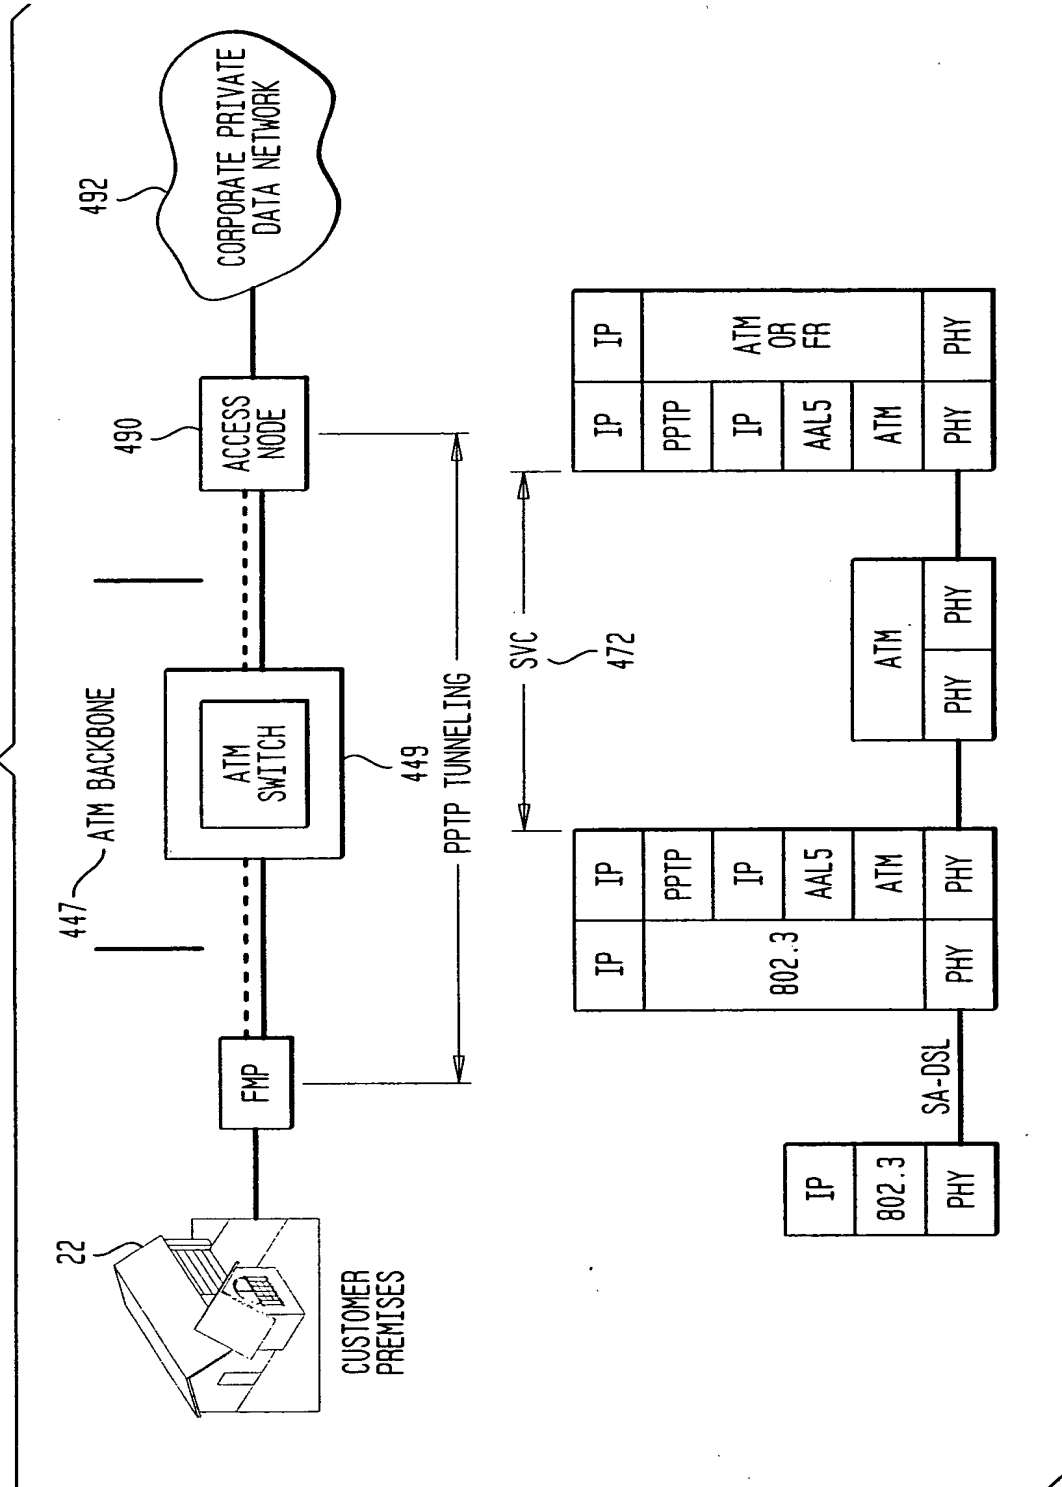 22
CUSTOMER
PREMISES
FMP
447
ATM BACKBONE
ATM
SWITCH
449
490
ACCESS
NODE
492
CORPORATE PRIVATE
DATA NETWORK
PPTP TUNNELING
SVC
472
IP
802.3
PHY
SA-DSL
IP
802.3
PHY
IP
PPTP
IP
AAL5
ATM
PHY
ATM
PHY
PHY
IP
PPTP
IP
AAL5
ATM
PHY
IP
ATM
OR
FR
PHY